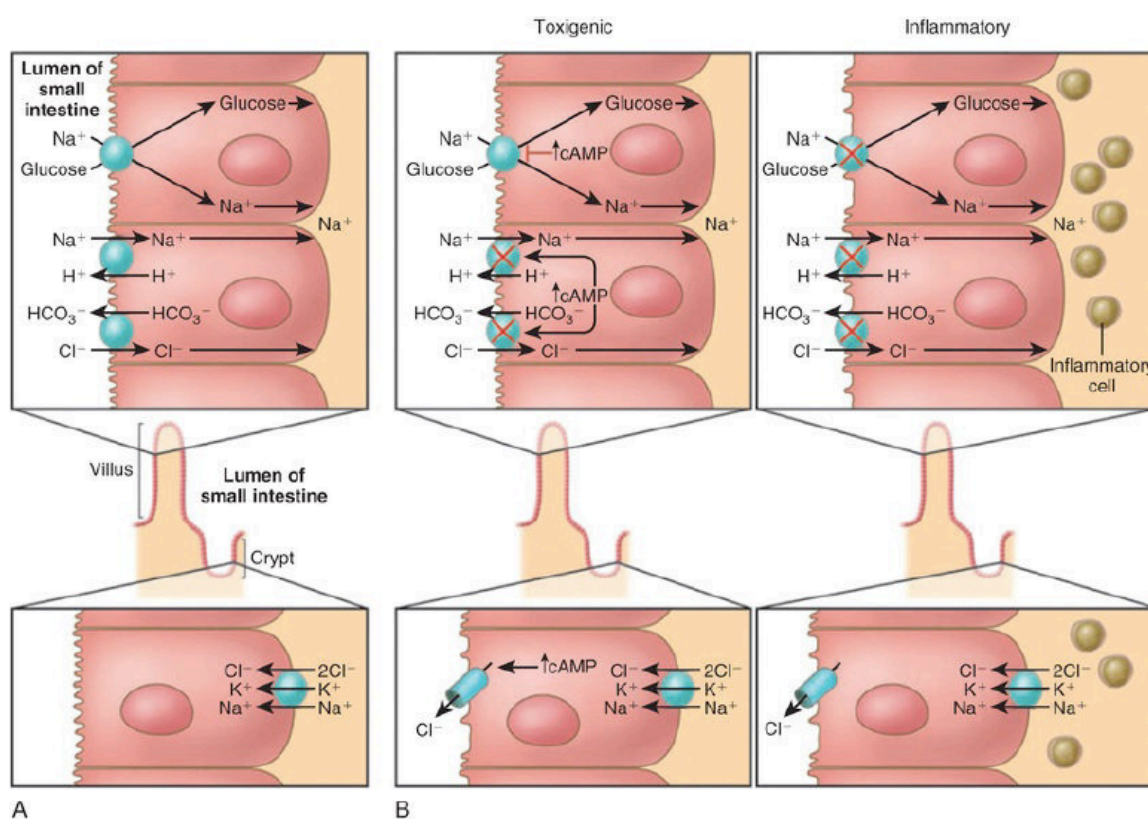 Toxigenic
Inflammatory
Lumen of
small
intestine
Na⁺
Glucose
Glucose
Na⁺
Na⁺
Na⁺
Na⁺
H⁺
H⁺
HCO₃⁻
HCO₃⁻
Cl⁻
Cl⁻
Na⁺
Glucose
Glucose
↑cAMP
Na⁺
Na⁺
Na⁺
Na⁺
H⁺
H⁺
↑cAMP
HCO₃⁻
HCO₃⁻
Cl⁻
Cl⁻
Na⁺
Glucose
Glucose
Na⁺
Na⁺
Na⁺
Na⁺
H⁺
H⁺
HCO₃⁻
HCO₃⁻
Cl⁻
Cl⁻
Inflammatory
cell
Villus
Lumen of
small intestine
Crypt
Cl⁻
2Cl⁻
K⁺
K⁺
Na⁺
Na⁺
↑cAMP
Cl⁻
Cl⁻
2Cl⁻
K⁺
K⁺
Na⁺
Na⁺
Cl⁻
Cl⁻
2Cl⁻
K⁺
K⁺
Na⁺
Na⁺
A
B